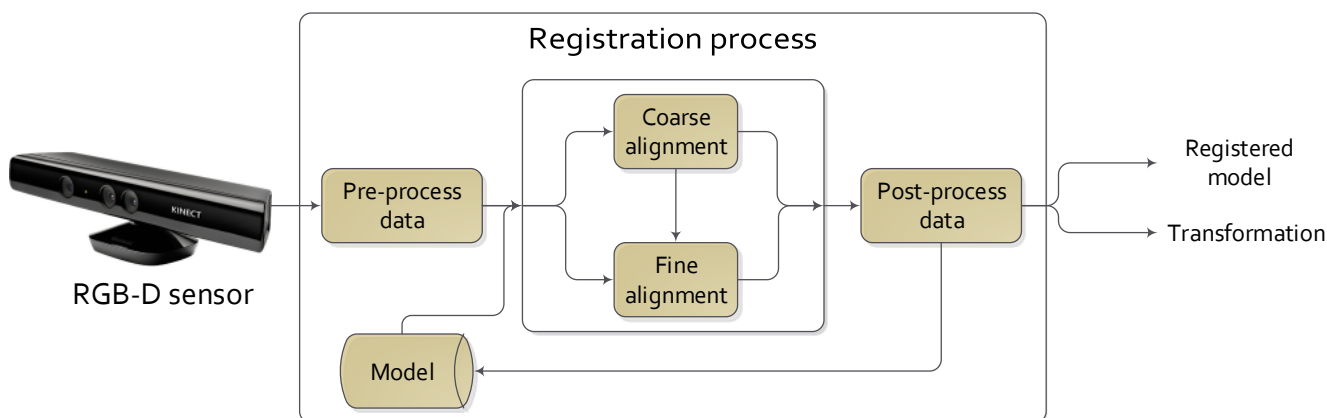 Registration process
KINECT
RGB-D sensor
Pre-process
data
Coarse
alignment
Fine
alignment
Model
Post-process
data
Registered
model
Transformation